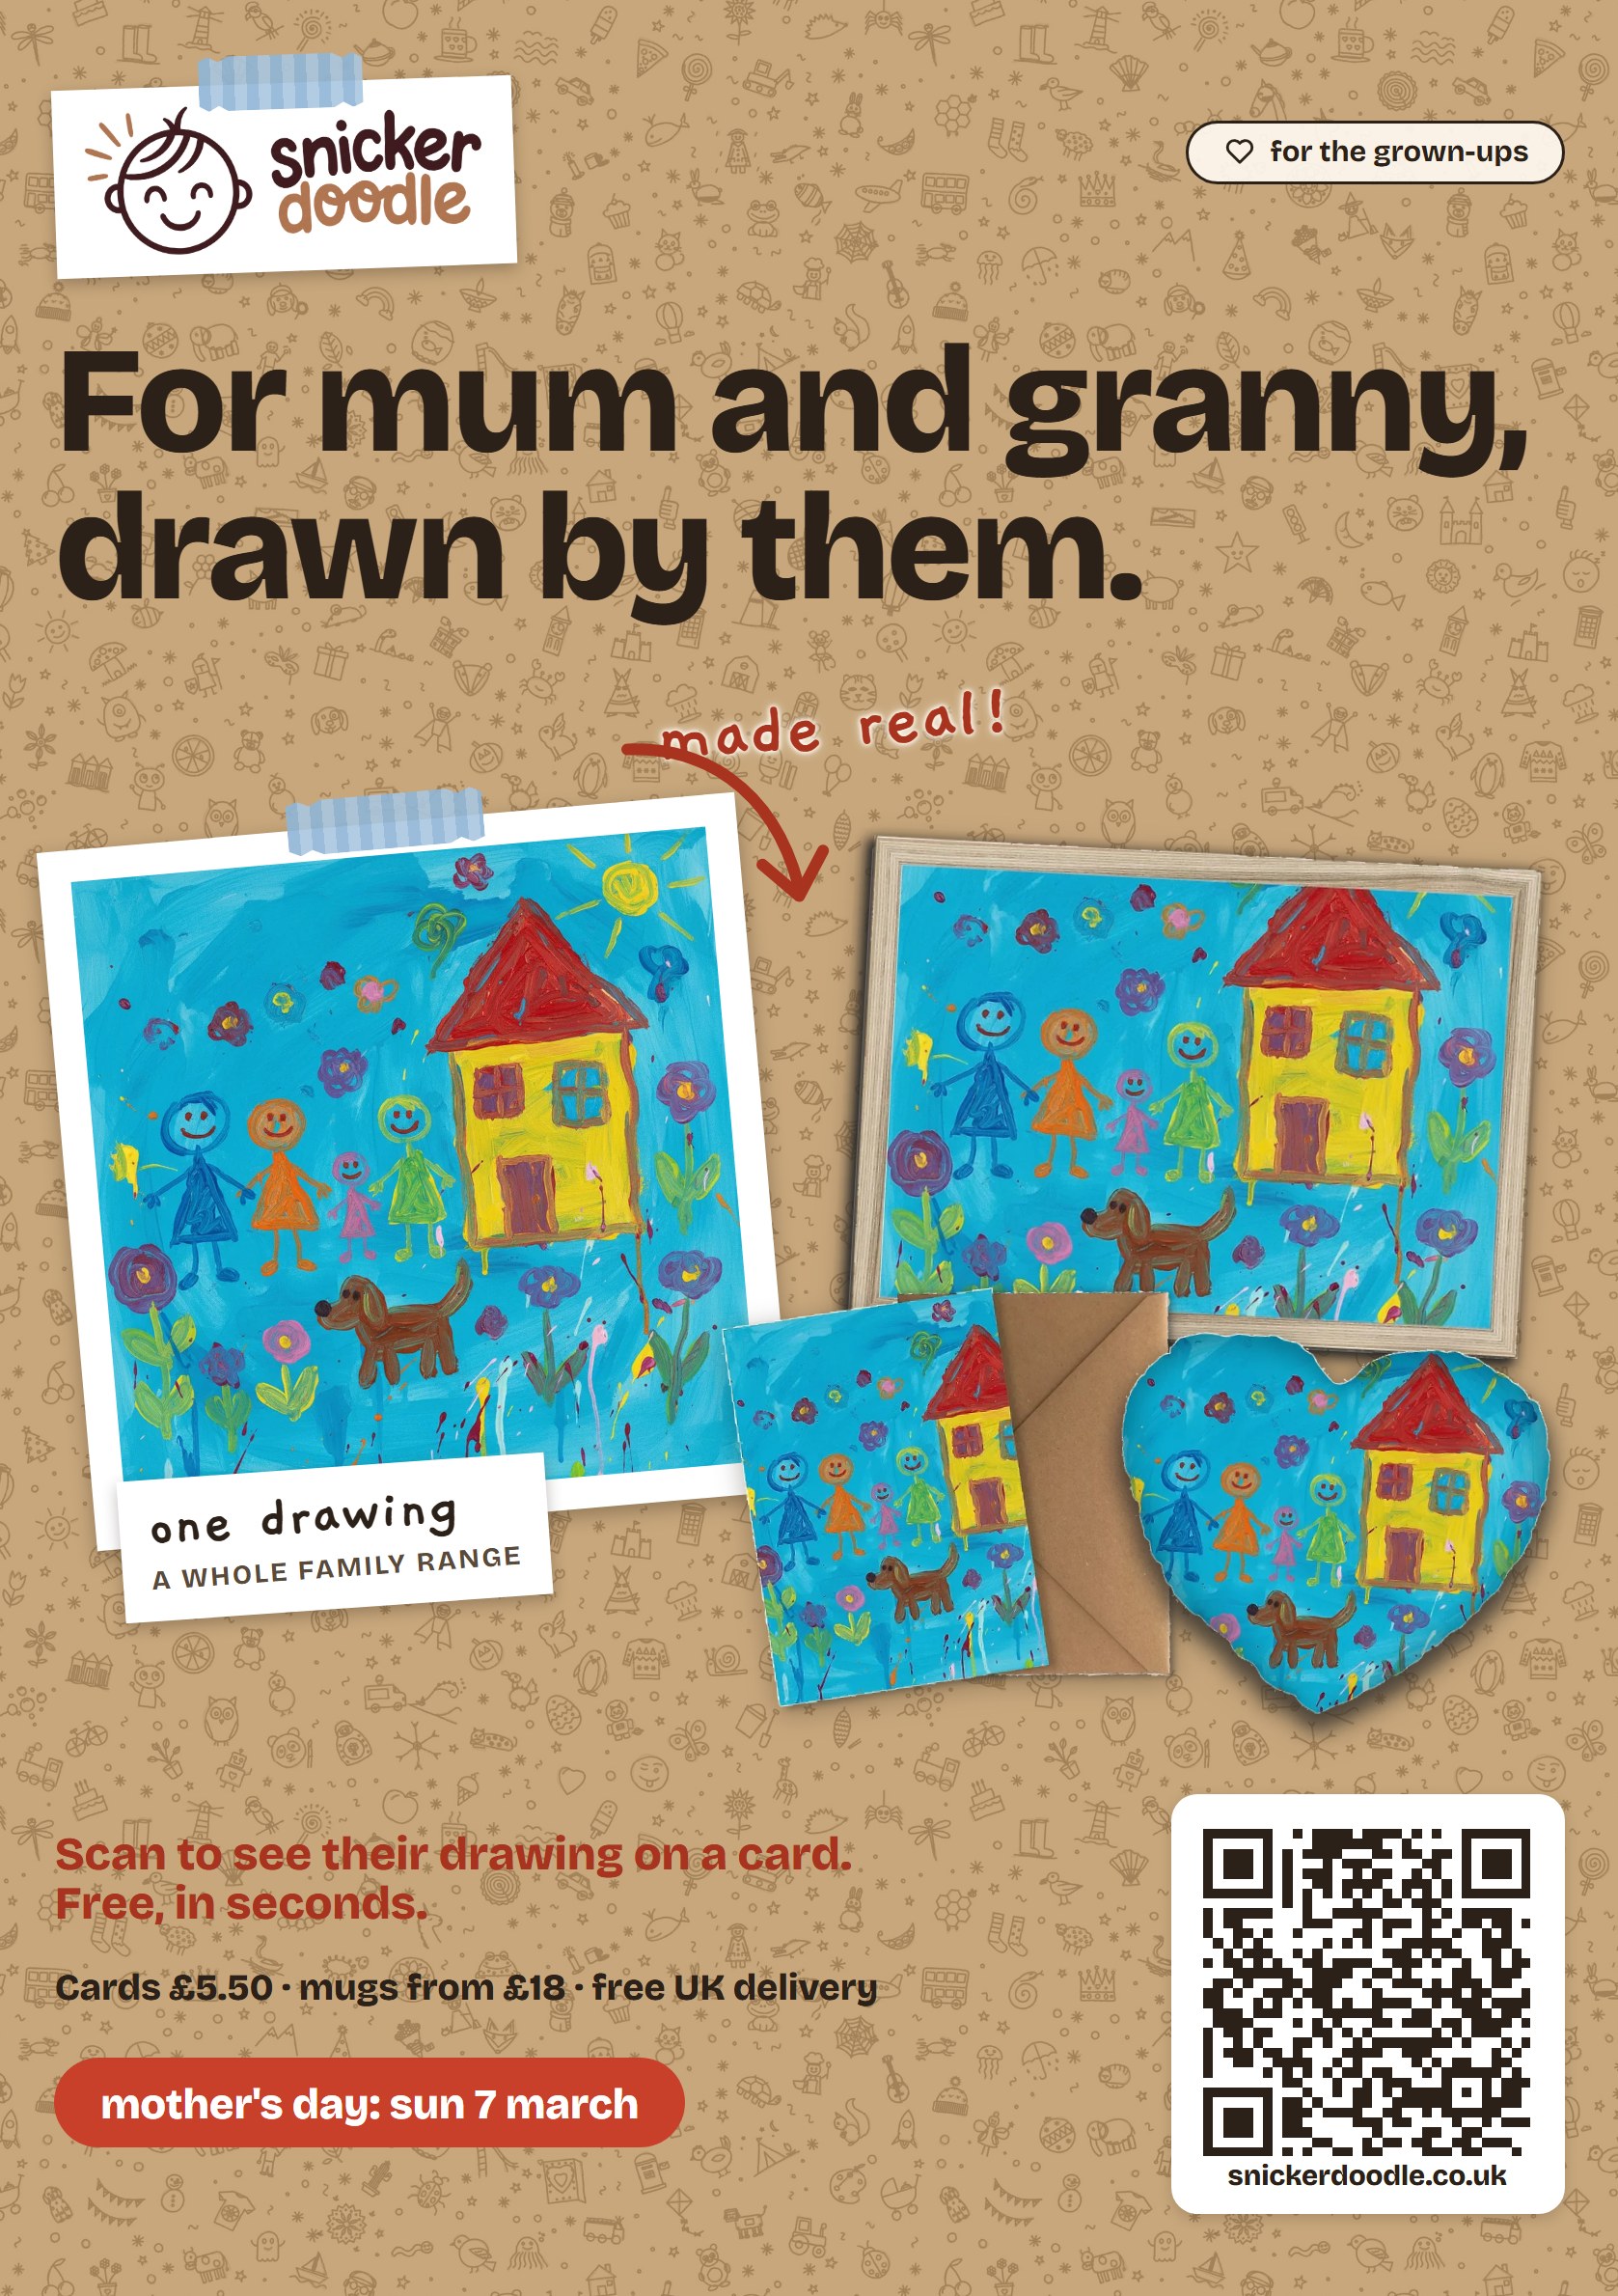 snicker
doodle
for the grown-ups
For mum and granny,
drawn by them.
made real!
one drawing
A WHOLE FAMILY RANGE
Scan to see their drawing on a card.
Free, in seconds.
Cards £5.50 · mugs from £18 · free UK delivery
mother's day: sun 7 march
snickerdoodle.co.uk